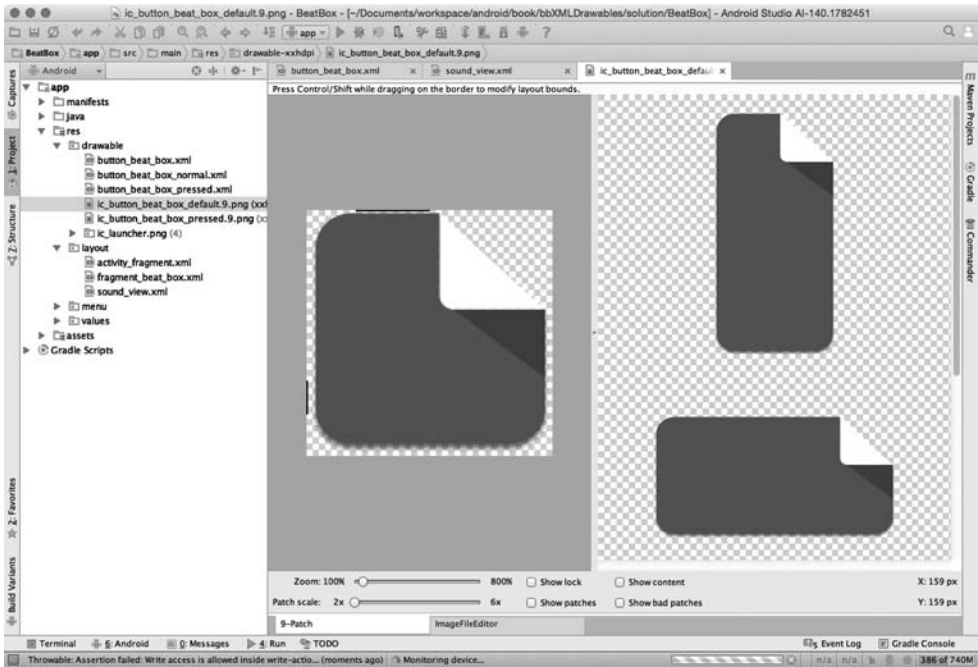 ic_button_beat_box_default.9.png - BeatBox - [~/Documents/workspace/android/book/bbXMLDrawables/solution/BeatBox] - Android Studio AI-140.1782451
app
BeatBox app src main res drawable-xxhdpi ic_button_beat_box_default.9.png
Android
button_beat_box.xml
sound_view.xml
ic_button_beat_box_defau
Press Control/Shift while dragging on the border to modify layout bounds.
app
manifests
java
res
drawable
button_beat_box.xml
button_beat_box_normal.xml
button_beat_box_pressed.xml
ic_button_beat_box_default.9.png (xxh
ic_button_beat_box_pressed.9.png (xx
ic_launcher.png (4)
layout
activity_fragment.xml
fragment_beat_box.xml
sound_view.xml
menu
values
assets
Gradle Scripts
Captures
1: Project
Z: Structure
2: Favorites
Build Variants
m Maven Projects
Gradle
Commander
Zoom: 100% 800% Show lock Show content X: 159 px
Patch scale: 2x 6x Show patches Show bad patches Y: 159 px
9-Patch ImageFileEditor
Terminal 6: Android 0: Messages 4: Run TODO 5 Event Log Gradle Console
Throwable: Assertion failed: Write access is allowed inside write-actio... (moments ago) Monitoring device... n/a n/a 386 of 740M